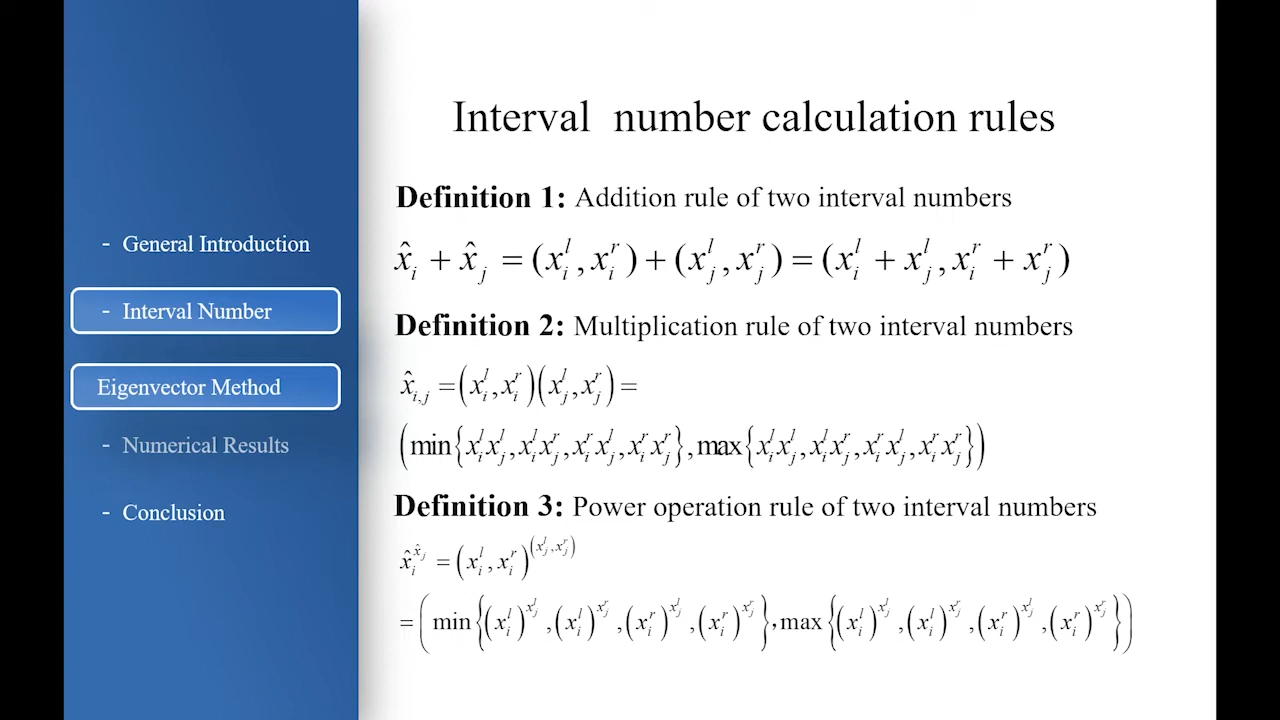 Interval number calculation rules
- General Introduction
- Interval Number
Eigenvector Method
- Numerical Results
- Conclusion
Definition 1: Addition rule of two interval numbers
x̂_i + x̂_j = (x_i^l, x_i^r) + (x_j^l, x_j^r) = (x_i^l + x_j^l, x_i^r + x_j^r)
Definition 2: Multiplication rule of two interval numbers
x̂_{i,j} = (x_i^l, x_i^r)(x_j^l, x_j^r) =
(min{x_i^l x_j^l, x_i^l x_j^r, x_i^r x_j^l, x_i^r x_j^r}, max{x_i^l x_j^l, x_i^l x_j^r, x_i^r x_j^l, x_i^r x_j^r})
Definition 3: Power operation rule of two interval numbers
x̂_i^{x̂_j} = (x_i^l, x_i^r)^{(x_j^l, x_j^r)}
= (min{(x_i^l)^{x_j^l}, (x_i^l)^{x_j^r}, (x_i^r)^{x_j^l}, (x_i^r)^{x_j^r}}, max{(x_i^l)^{x_j^l}, (x_i^l)^{x_j^r}, (x_i^r)^{x_j^l}, (x_i^r)^{x_j^r}})